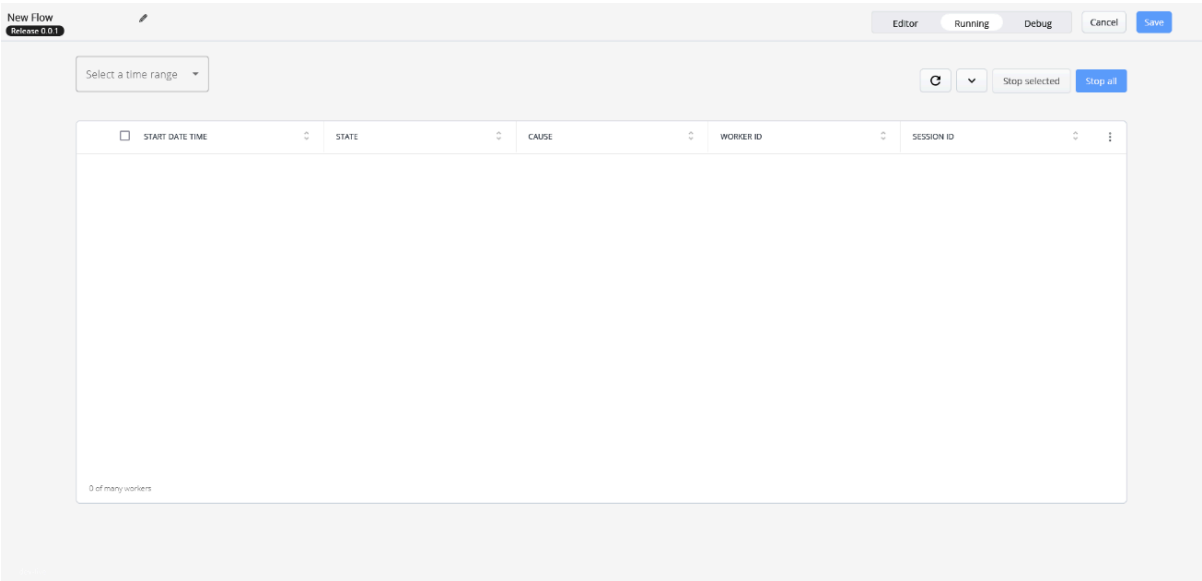 New Flow
Release 0.0.1
Editor Running Debug Cancel Save
Select a time range
Stop selected Stop all
START DATE TIME STATE CAUSE WORKER ID SESSION ID
0 of many workers